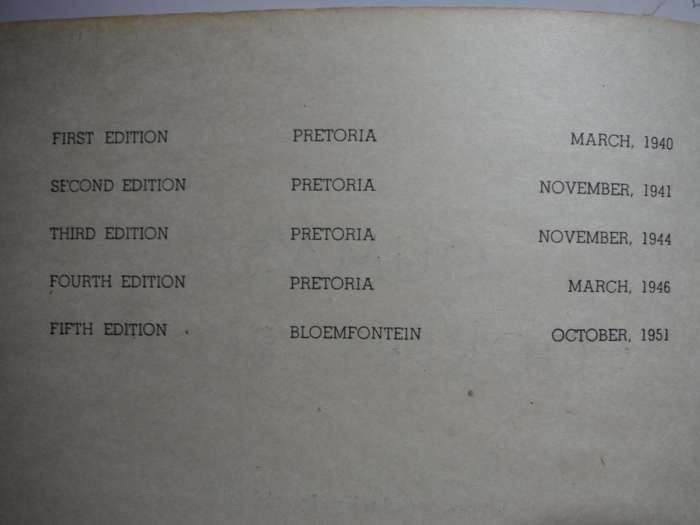 FIRST EDITION PRETORIA MARCH, 1940
SECOND EDITION PRETORIA NOVEMBER, 1941
THIRD EDITION PRETORIA NOVEMBER, 1944
FOURTH EDITION PRETORIA MARCH, 1946
FIFTH EDITION BLOEMFONTEIN OCTOBER, 1951